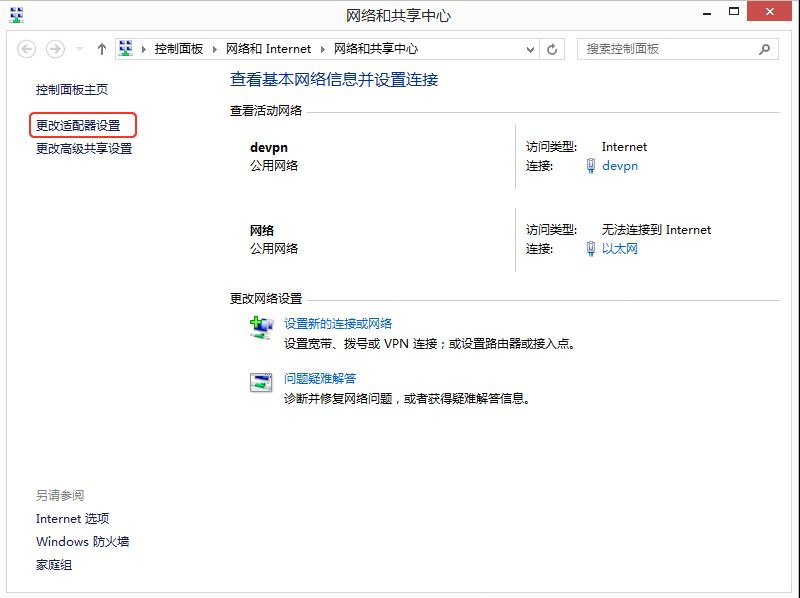 网络和共享中心
控制面板 网络和 Internet 网络和共享中心 搜索控制面板
控制面板主页
更改适配器设置
更改高级共享设置
查看基本网络信息并设置连接
查看活动网络
devpn
公用网络
访问类型: Internet
连接: devpn
网络
公用网络
访问类型: 无法连接到 Internet
连接: 以太网
更改网络设置
设置新的连接或网络
设置宽带、拨号或 VPN 连接；或设置路由器或接入点。
问题疑难解答
诊断并修复网络问题，或者获得疑难解答信息。
另请参阅
Internet 选项
Windows 防火墙
家庭组